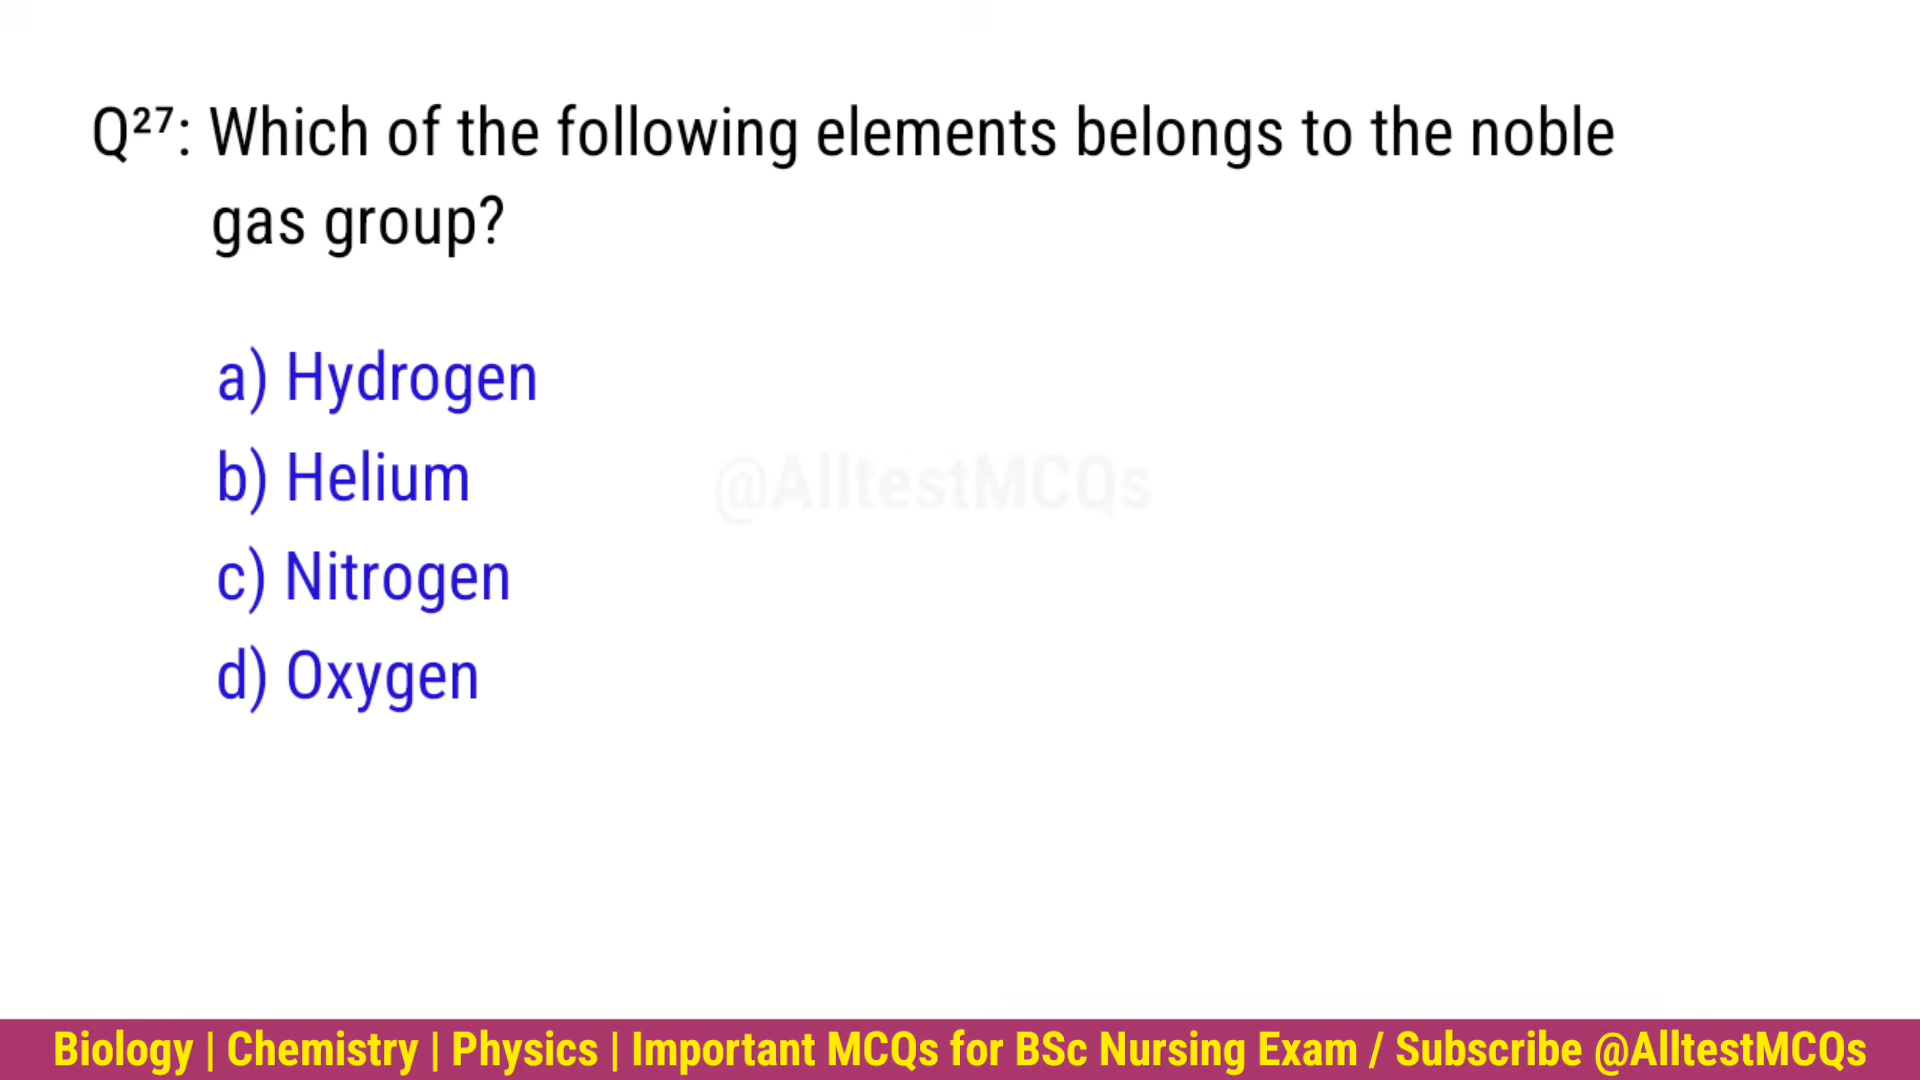 Q²⁷: Which of the following elements belongs to the noble
gas group?
a) Hydrogen
b) Helium
@AlltestMCQs
c) Nitrogen
d) Oxygen
Biology | Chemistry | Physics | Important MCQs for BSc Nursing Exam / Subscribe @AlltestMCQs